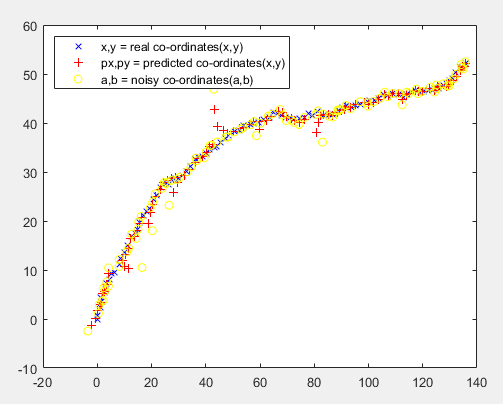 60
x,y = real co-ordinates(x,y)
px,py = predicted co-ordinates(x,y)
a,b = noisy co-ordinates(a,b)
50
40
30
20
10
0
-10
-20 0 20 40 60 80 100 120 140